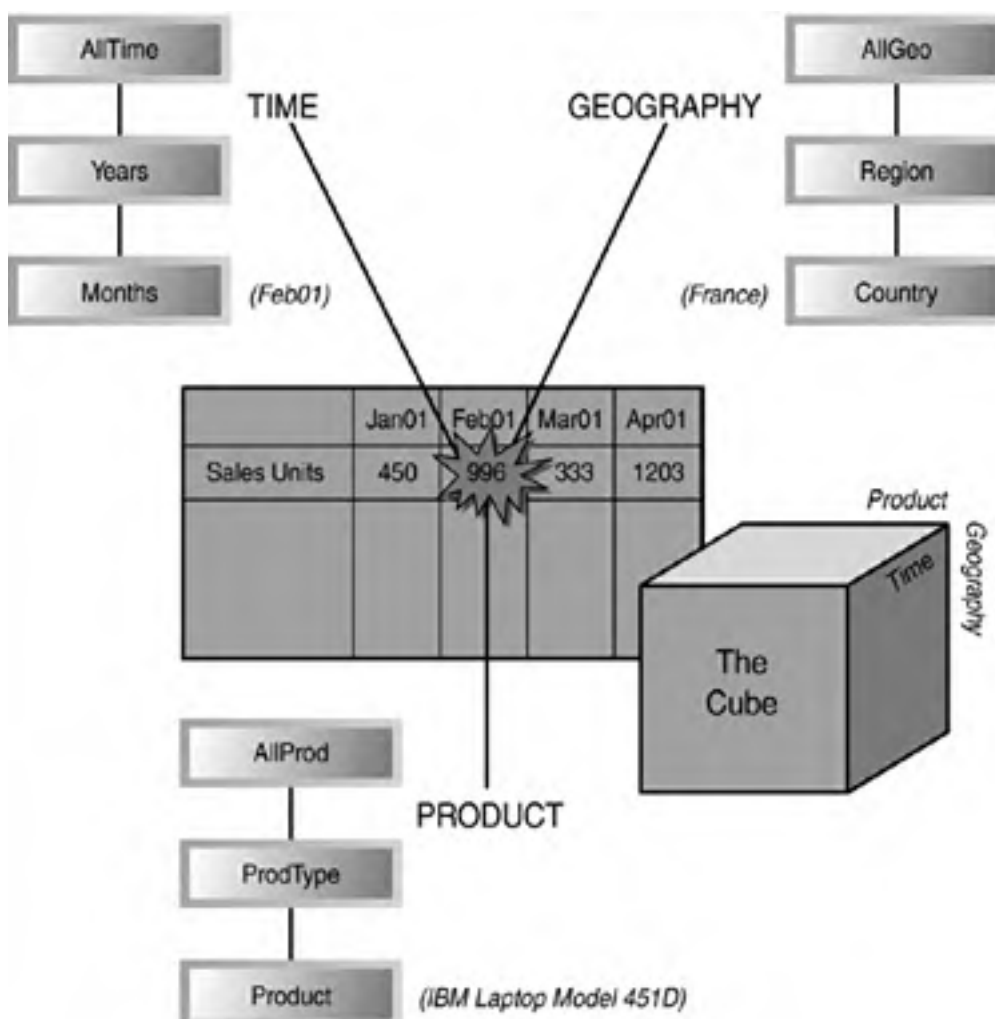 AllTime
AllGeo
TIME
GEOGRAPHY
Years
Region
Months
(Feb01)
(France)
Country
Jan01 Feb01 Mar01 Apr01
Sales Units 450 996 333 1203
Product
Geography
Time
The
Cube
AllProd
PRODUCT
ProdType
Product
(IBM Laptop Model 451D)